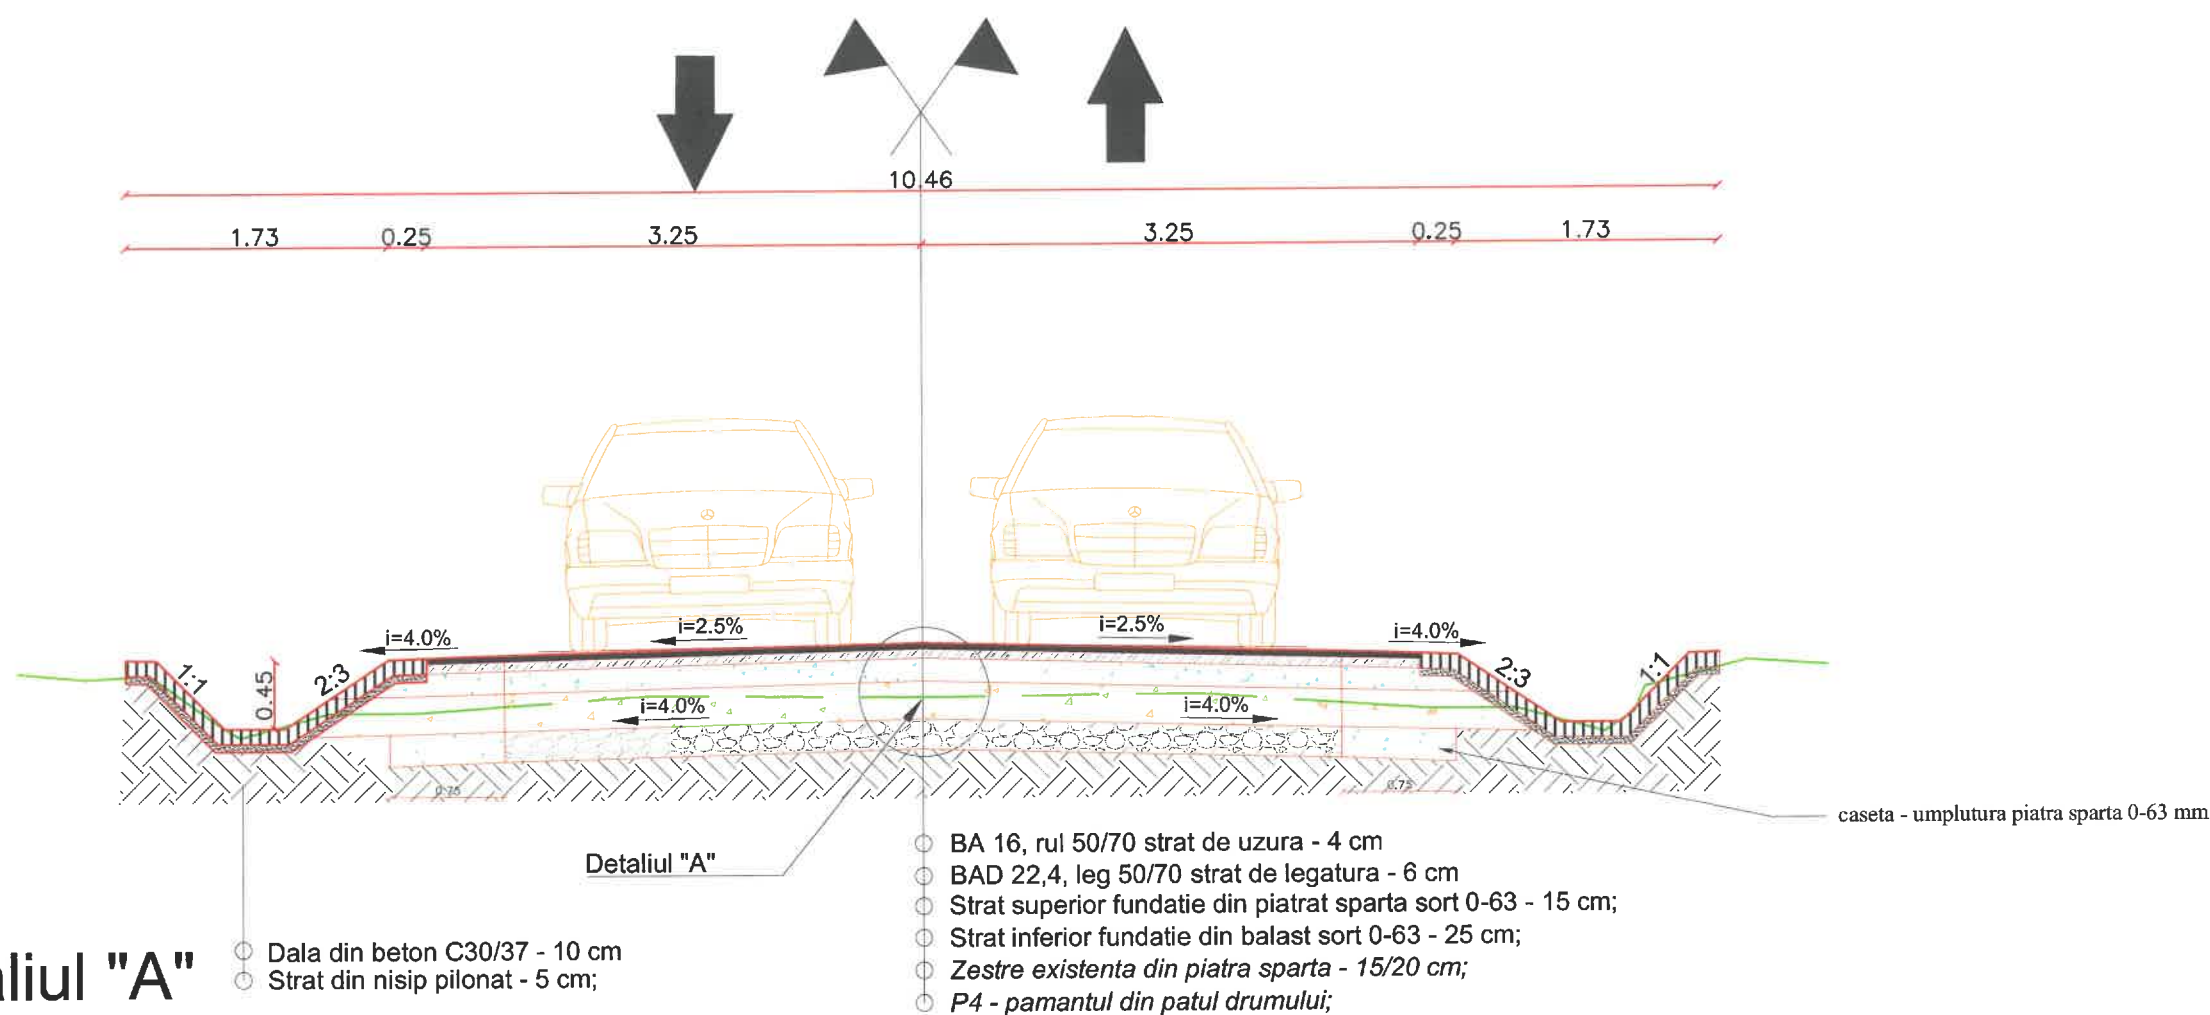 10.46
1.73 0.25 3.25 3.25 0.25 1.73
i=4.0% i=2.5% i=2.5% i=4.0%
1:1 0.45 2:3 2:3 1:1
i=4.0% i=4.0%
0.75 0.75
caseta - umplutura piatra sparta 0-63 mm
Detaliul "A"
BA 16, rul 50/70 strat de uzura - 4 cm
BAD 22,4, leg 50/70 strat de legatura - 6 cm
Strat superior fundatie din piatrat sparta sort 0-63 - 15 cm;
Strat inferior fundatie din balast sort 0-63 - 25 cm;
Zestre existenta din piatra sparta - 15/20 cm;
P4 - pamantul din patul drumului;
Dala din beton C30/37 - 10 cm
Strat din nisip pilonat - 5 cm;
aliul "A"